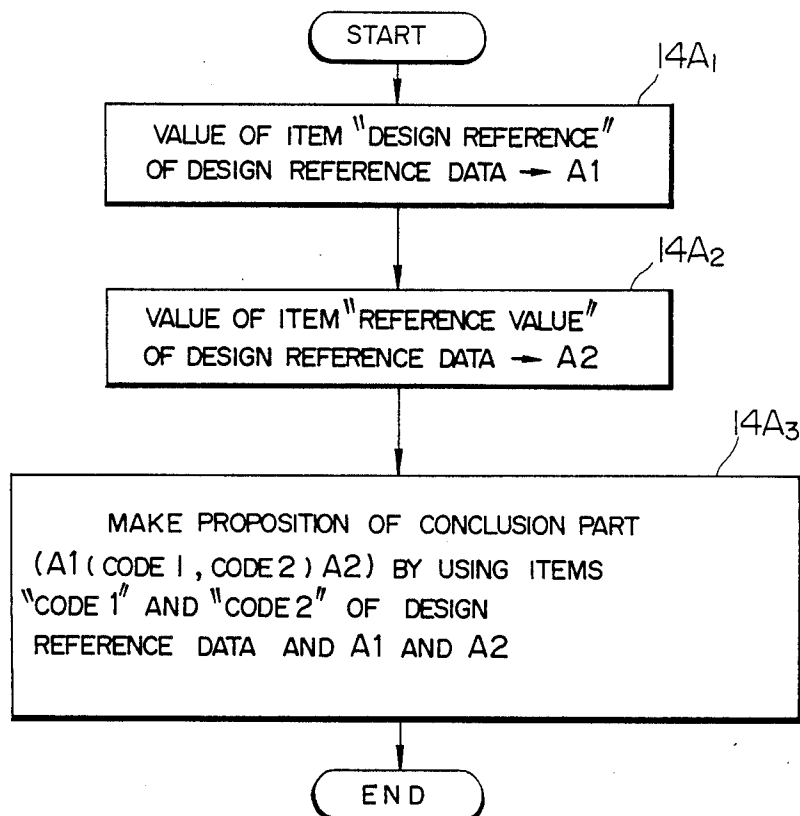 START
14A1
VALUE OF ITEM "DESIGN REFERENCE"
OF DESIGN REFERENCE DATA → A1
14A2
VALUE OF ITEM "REFERENCE VALUE"
OF DESIGN REFERENCE DATA → A2
14A3
MAKE PROPOSITION OF CONCLUSION PART
(A1(CODE 1, CODE 2) A2) BY USING ITEMS
"CODE 1" AND "CODE 2" OF DESIGN
REFERENCE DATA AND A1 AND A2
END